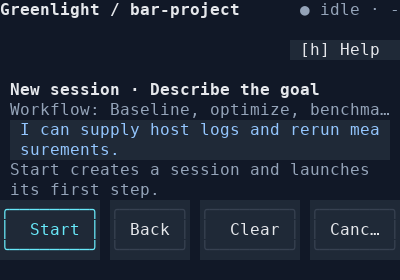 Greenlight / bar-project ● idle · -
[h] Help
New session · Describe the goal
Workflow: Baseline, optimize, benchma…
I can supply host logs and rerun mea
surements.
Start creates a session and launches
its first step.
Start Back Clear Canc…